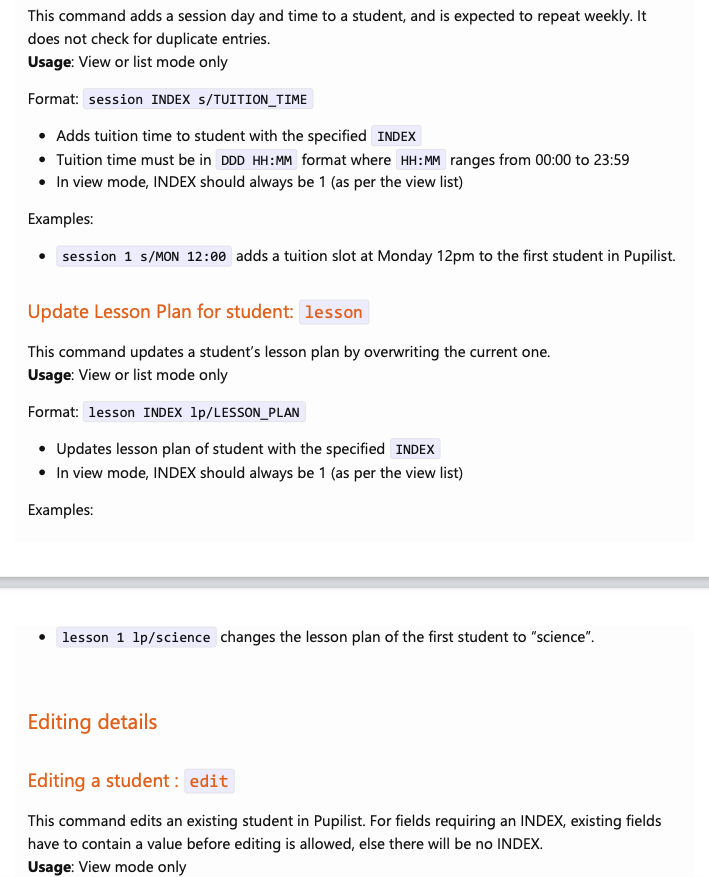 This command adds a session day and time to a student, and is expected to repeat weekly. It
does not check for duplicate entries.
Usage: View or list mode only
Format: session INDEX s/TUITION_TIME
• Adds tuition time to student with the specified INDEX
• Tuition time must be in DDD HH:MM format where HH:MM ranges from 00:00 to 23:59
• In view mode, INDEX should always be 1 (as per the view list)
Examples:
• session 1 s/MON 12:00 adds a tuition slot at Monday 12pm to the first student in Pupilist.
Update Lesson Plan for student: lesson
This command updates a student’s lesson plan by overwriting the current one.
Usage: View or list mode only
Format: lesson INDEX lp/LESSON_PLAN
• Updates lesson plan of student with the specified INDEX
• In view mode, INDEX should always be 1 (as per the view list)
Examples:
• lesson 1 lp/science changes the lesson plan of the first student to “science”.
Editing details
Editing a student : edit
This command edits an existing student in Pupilist. For fields requiring an INDEX, existing fields
have to contain a value before editing is allowed, else there will be no INDEX.
Usage: View mode only